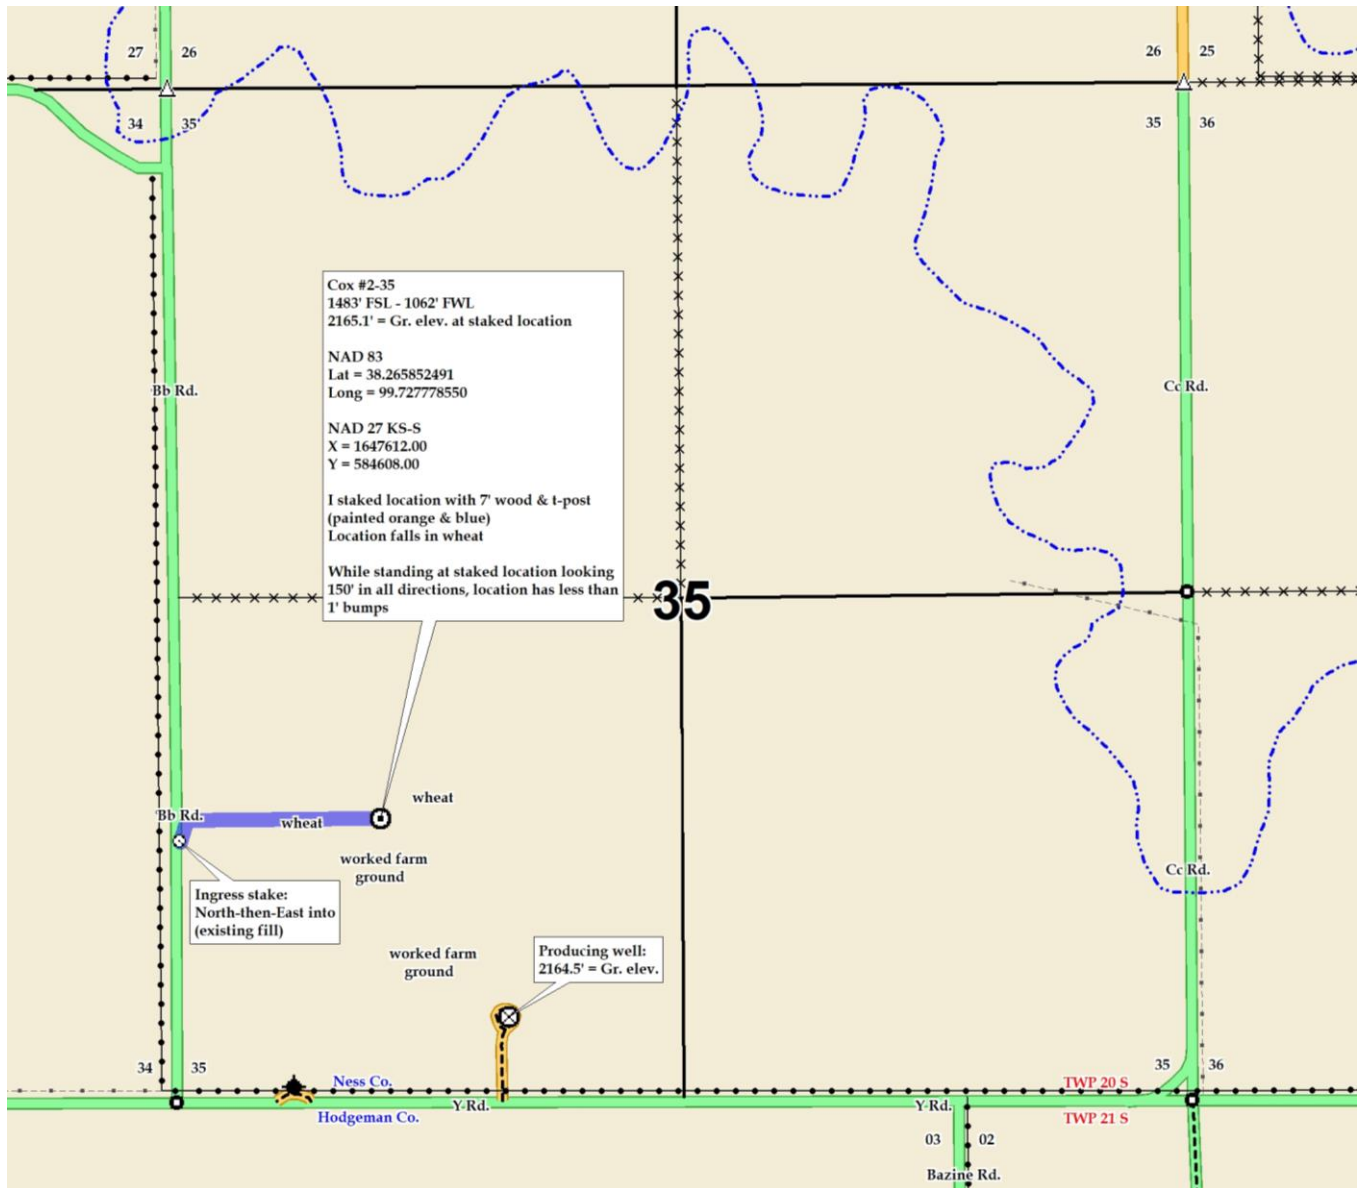 27
26
26
25
34
35
35
36
Cox #2-35
1483' FSL - 1062' FWL
2165.1' = Gr. elev. at staked location
NAD 83
Lat = 38.265852491
Long = 99.727778550
NAD 27 KS-S
X = 1647612.00
Y = 584608.00
I staked location with 7' wood & t-post
(painted orange & blue)
Location falls in wheat
While standing at staked location looking
150' in all directions, location has less than
1' bumps
Bb Rd.
Cc Rd.
35
wheat
Bb Rd.
wheat
worked farm
ground
Cc Rd.
Ingress stake:
North-then-East into
(existing fill)
worked farm
ground
Producing well:
2164.5' = Gr. elev.
34
35
35
36
Ness Co.
TWP 20 S
Y Rd.
Y Rd.
Hodgeman Co.
TWP 21 S
03
02
Bazine Rd.